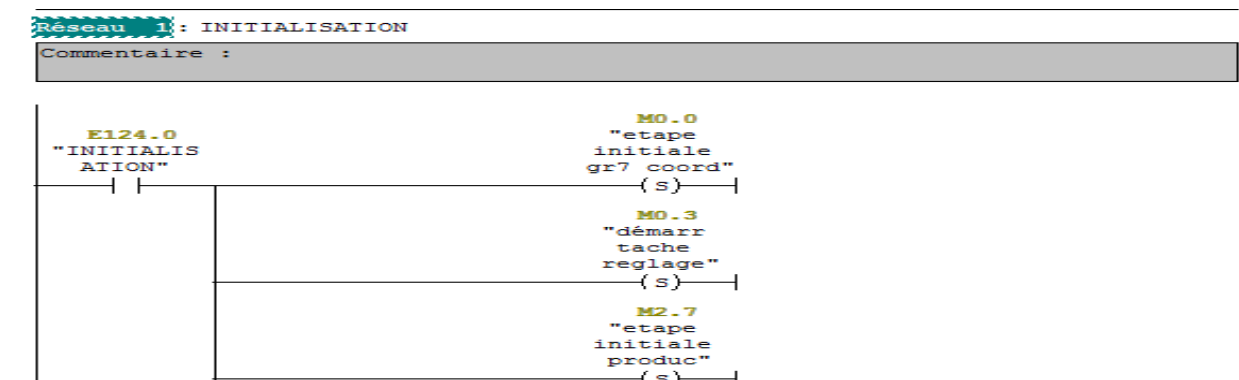 Réseau 1: INITIALISATION
Commentaire :
M0.0
E124.0
"etape
"INITIALIS
initiale
ATION"
gr7 coord"
(S)
M0.3
"démarr
tache
reglage"
(S)
M2.7
"etape
initiale
produc"
(S)